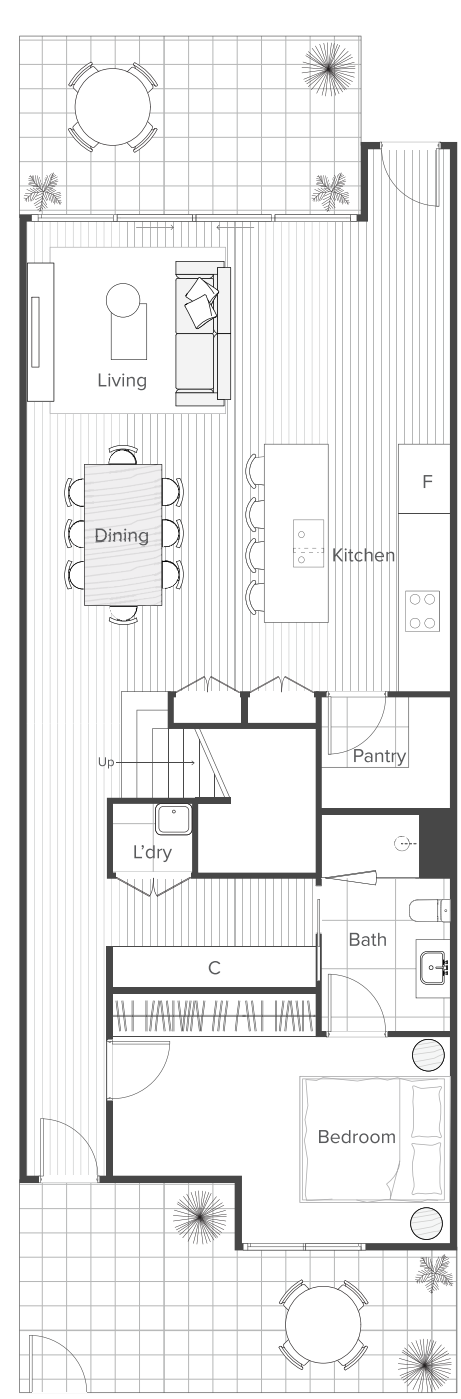 Living
F
Dining
Kitchen
Pantry
Up
L'dry
Bath
C
Bedroom